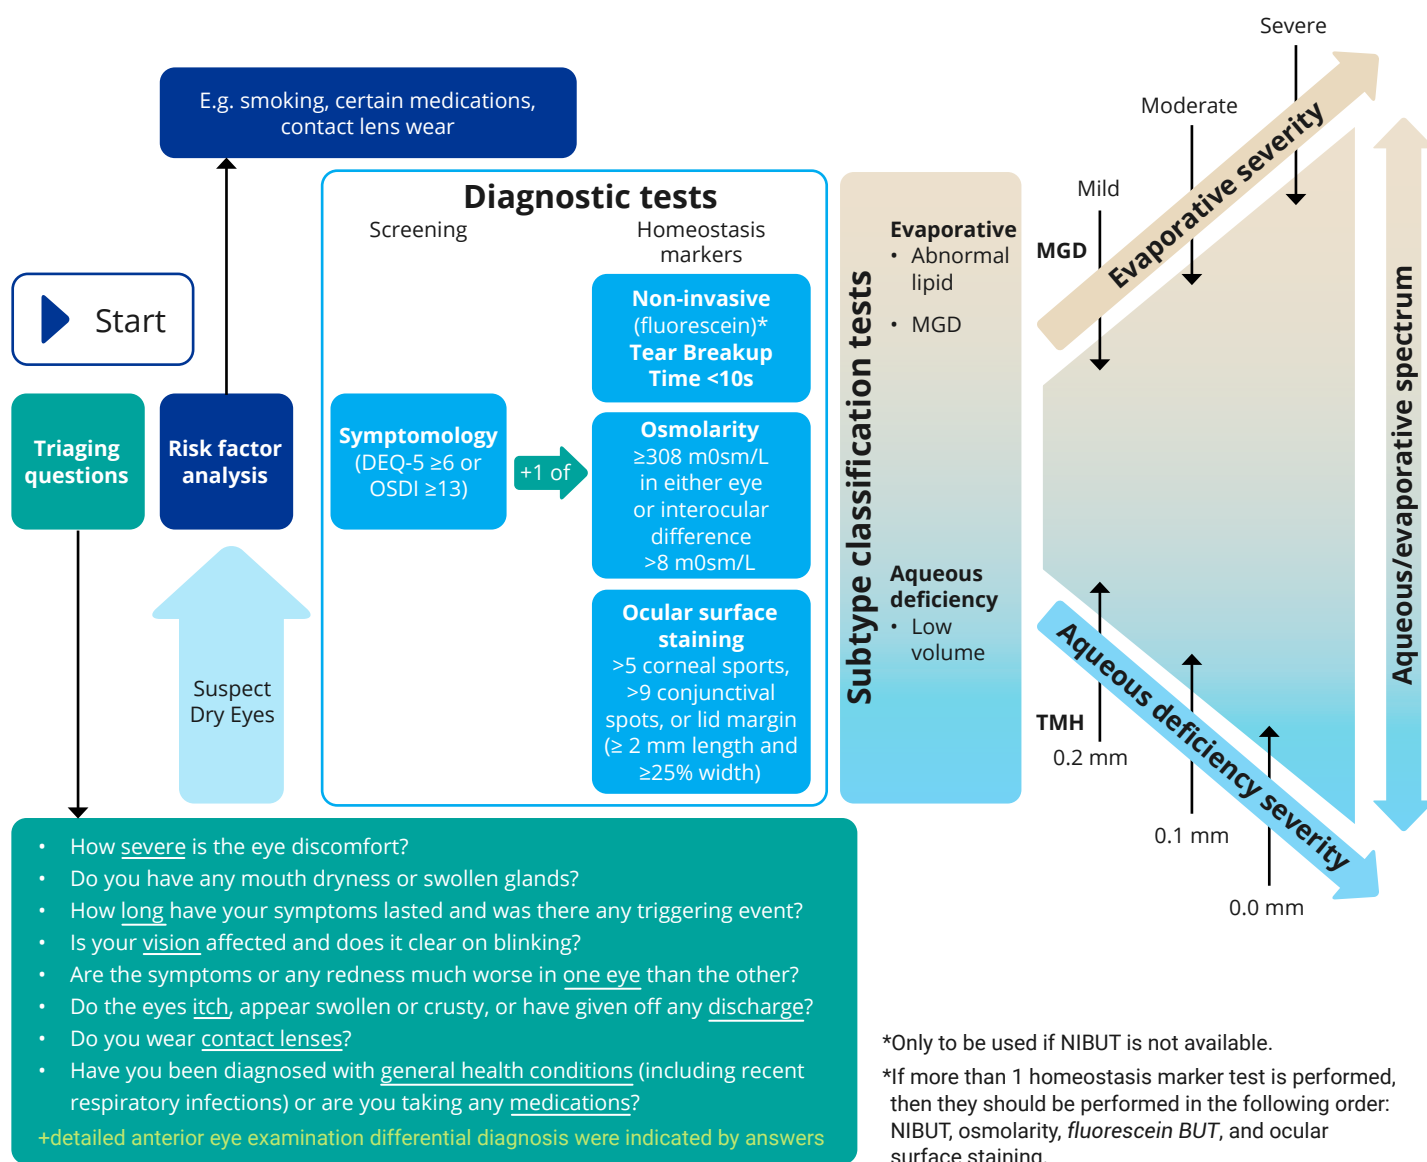 Start
Triaging
questions
Risk factor
analysis
E.g. smoking, certain medications,
contact lens wear
Suspect
Dry Eyes
Diagnostic tests
Screening
Symptomology
(DEQ-5 ≥6 or
OSDI ≥13)
+1 of
Homeostasis
markers
Non-invasive
(fluorescein)*
Tear Breakup
Time <10s
Osmolarity
≥308 m0sm/L
in either eye
or interocular
difference
>8 m0sm/L
Ocular surface
staining
>5 corneal sports,
>9 conjunctival
spots, or lid margin
(≥ 2 mm length and
≥25% width)
Subtype classification tests
Evaporative
• Abnormal
lipid
• MGD
Aqueous
deficiency
• Low
volume
MGD
Mild
Moderate
Severe
Evaporative severity
TMH
0.2 mm
0.1 mm
0.0 mm
Aqueous deficiency severity
Aqueous/evaporative spectrum
• How severe is the eye discomfort?
• Do you have any mouth dryness or swollen glands?
• How long have your symptoms lasted and was there any triggering event?
• Is your vision affected and does it clear on blinking?
• Are the symptoms or any redness much worse in one eye than the other?
• Do the eyes itch, appear swollen or crusty, or have given off any discharge?
• Do you wear contact lenses?
• Have you been diagnosed with general health conditions (including recent
respiratory infections) or are you taking any medications?
+detailed anterior eye examination differential diagnosis were indicated by answers
*Only to be used if NIBUT is not available.
*If more than 1 homeostasis marker test is performed,
then they should be performed in the following order:
NIBUT, osmolarity, fluorescein BUT, and ocular
surface staining.